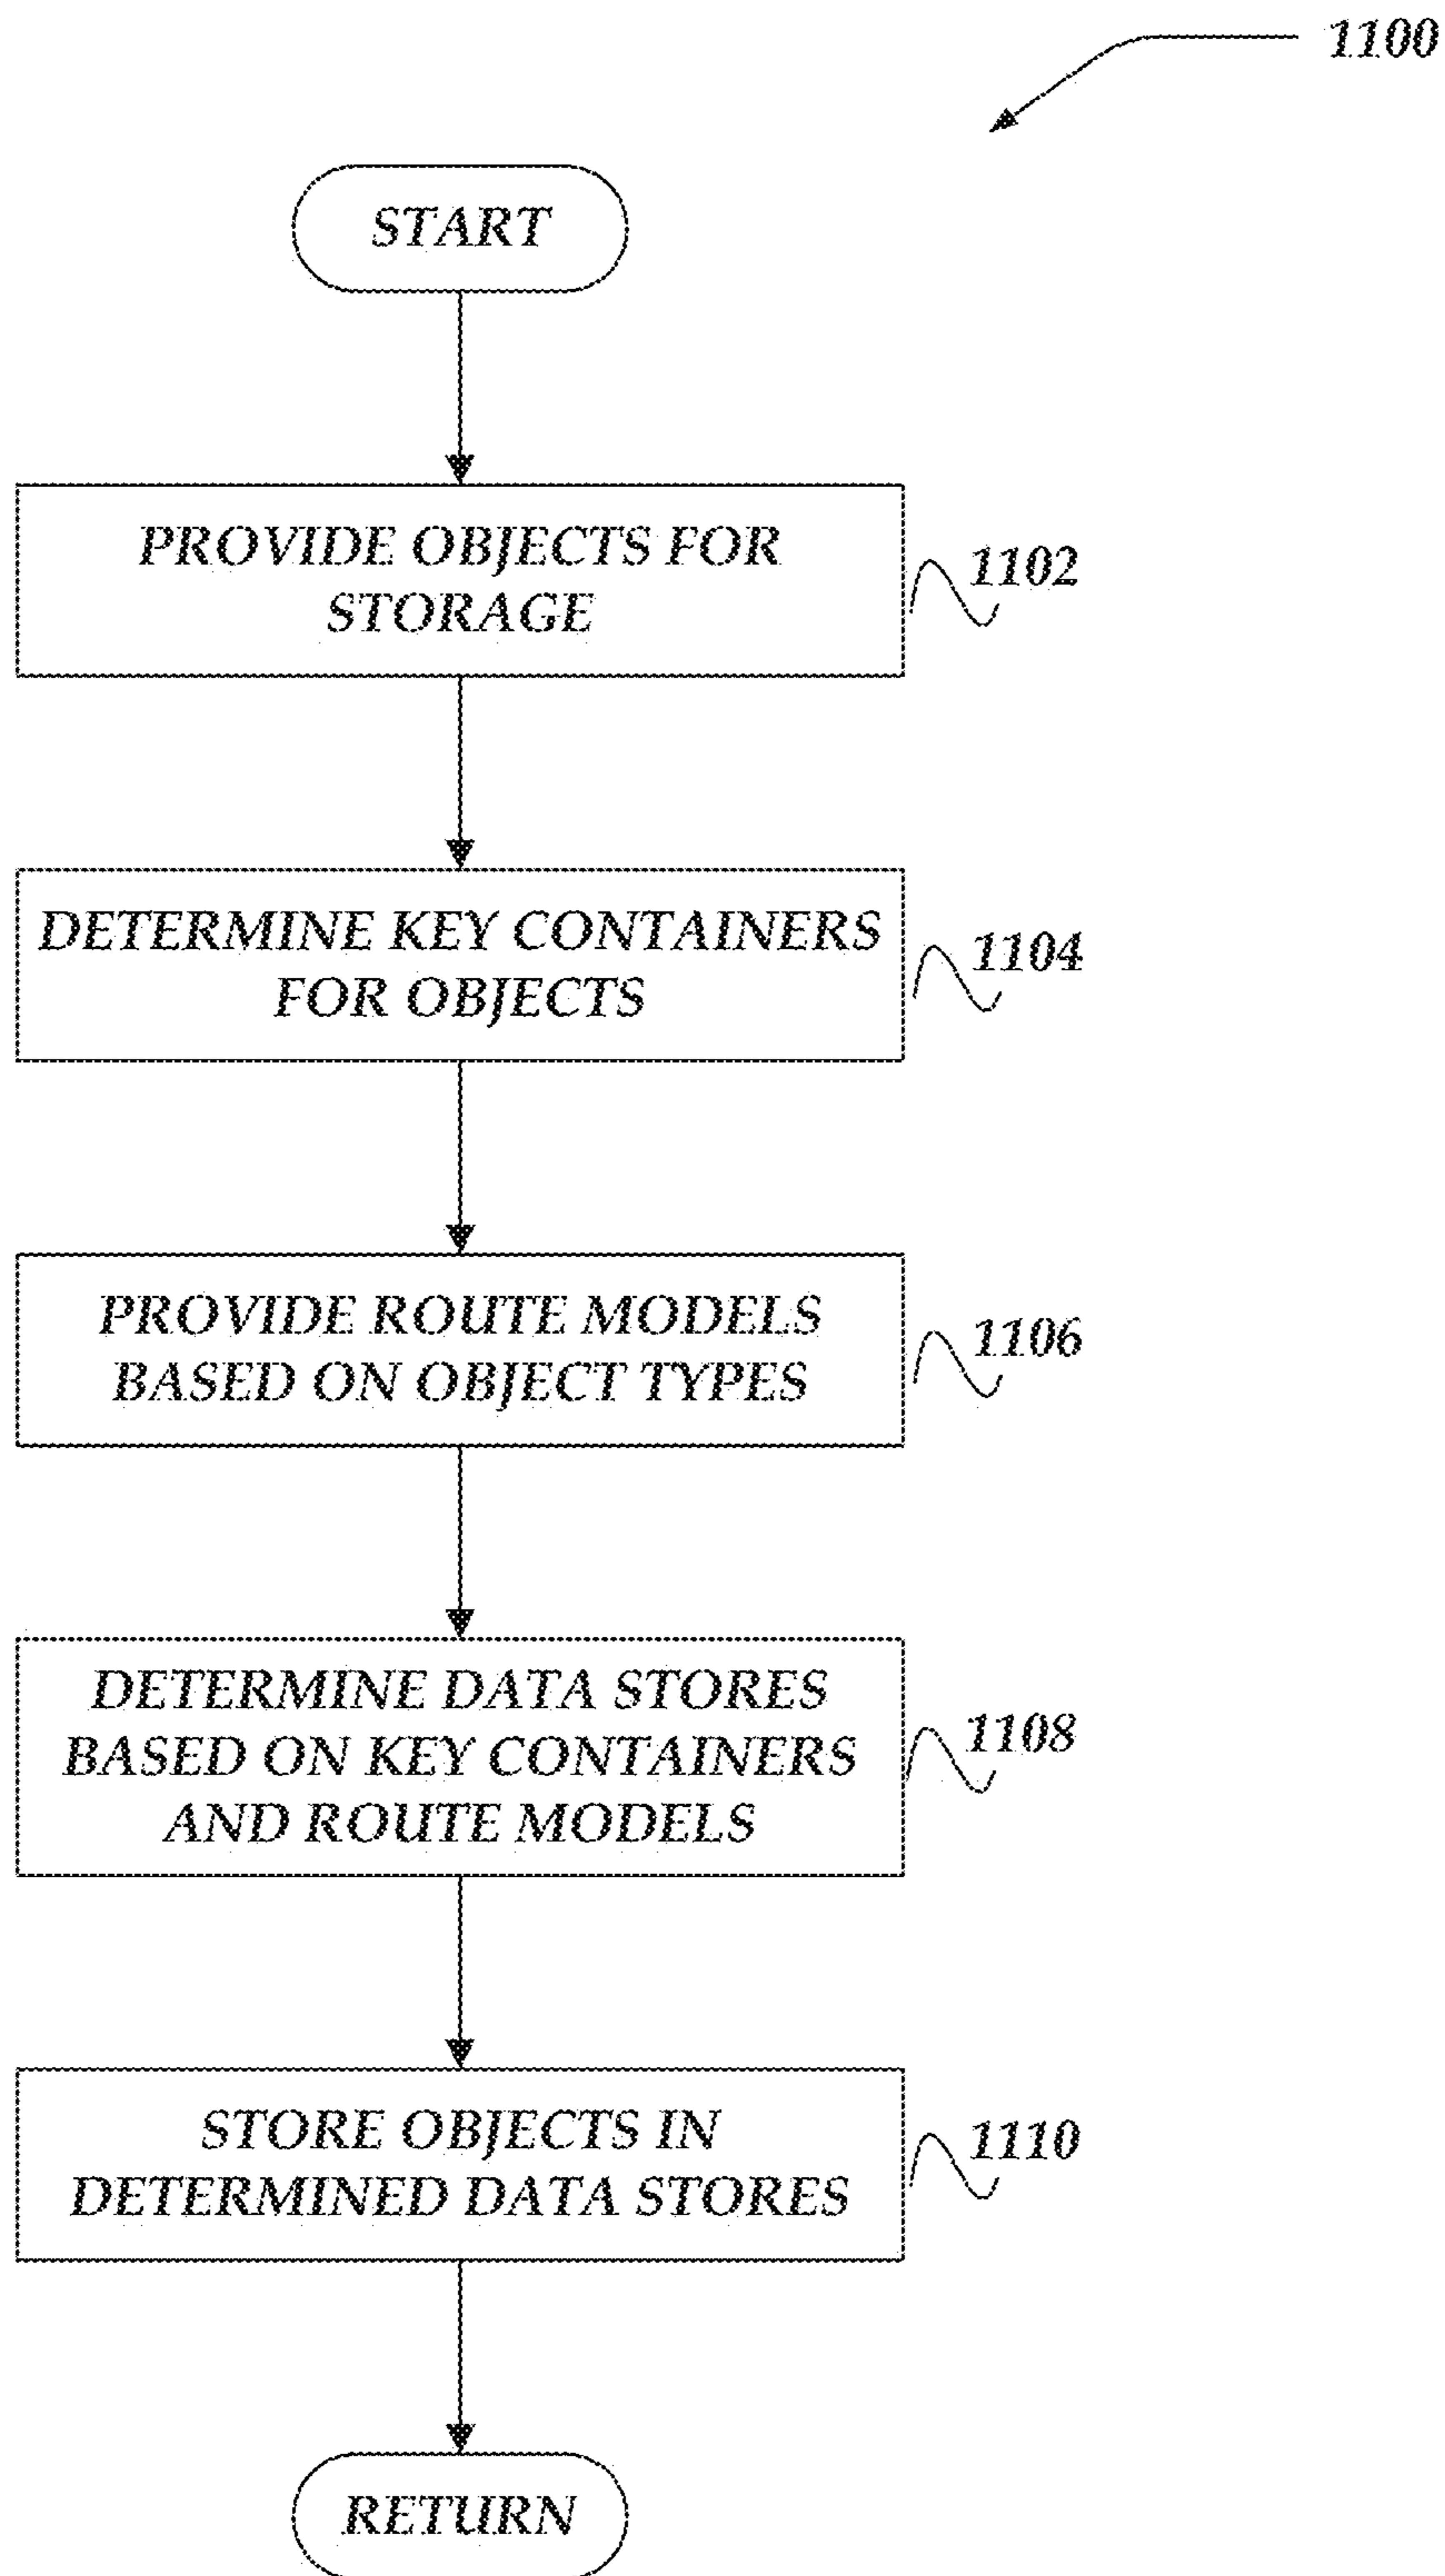 1100
START
PROVIDE OBJECTS FOR
STORAGE
1102
DETERMINE KEY CONTAINERS
FOR OBJECTS
1104
PROVIDE ROUTE MODELS
BASED ON OBJECT TYPES
1106
DETERMINE DATA STORES
BASED ON KEY CONTAINERS
AND ROUTE MODELS
1108
STORE OBJECTS IN
DETERMINED DATA STORES
1110
RETURN